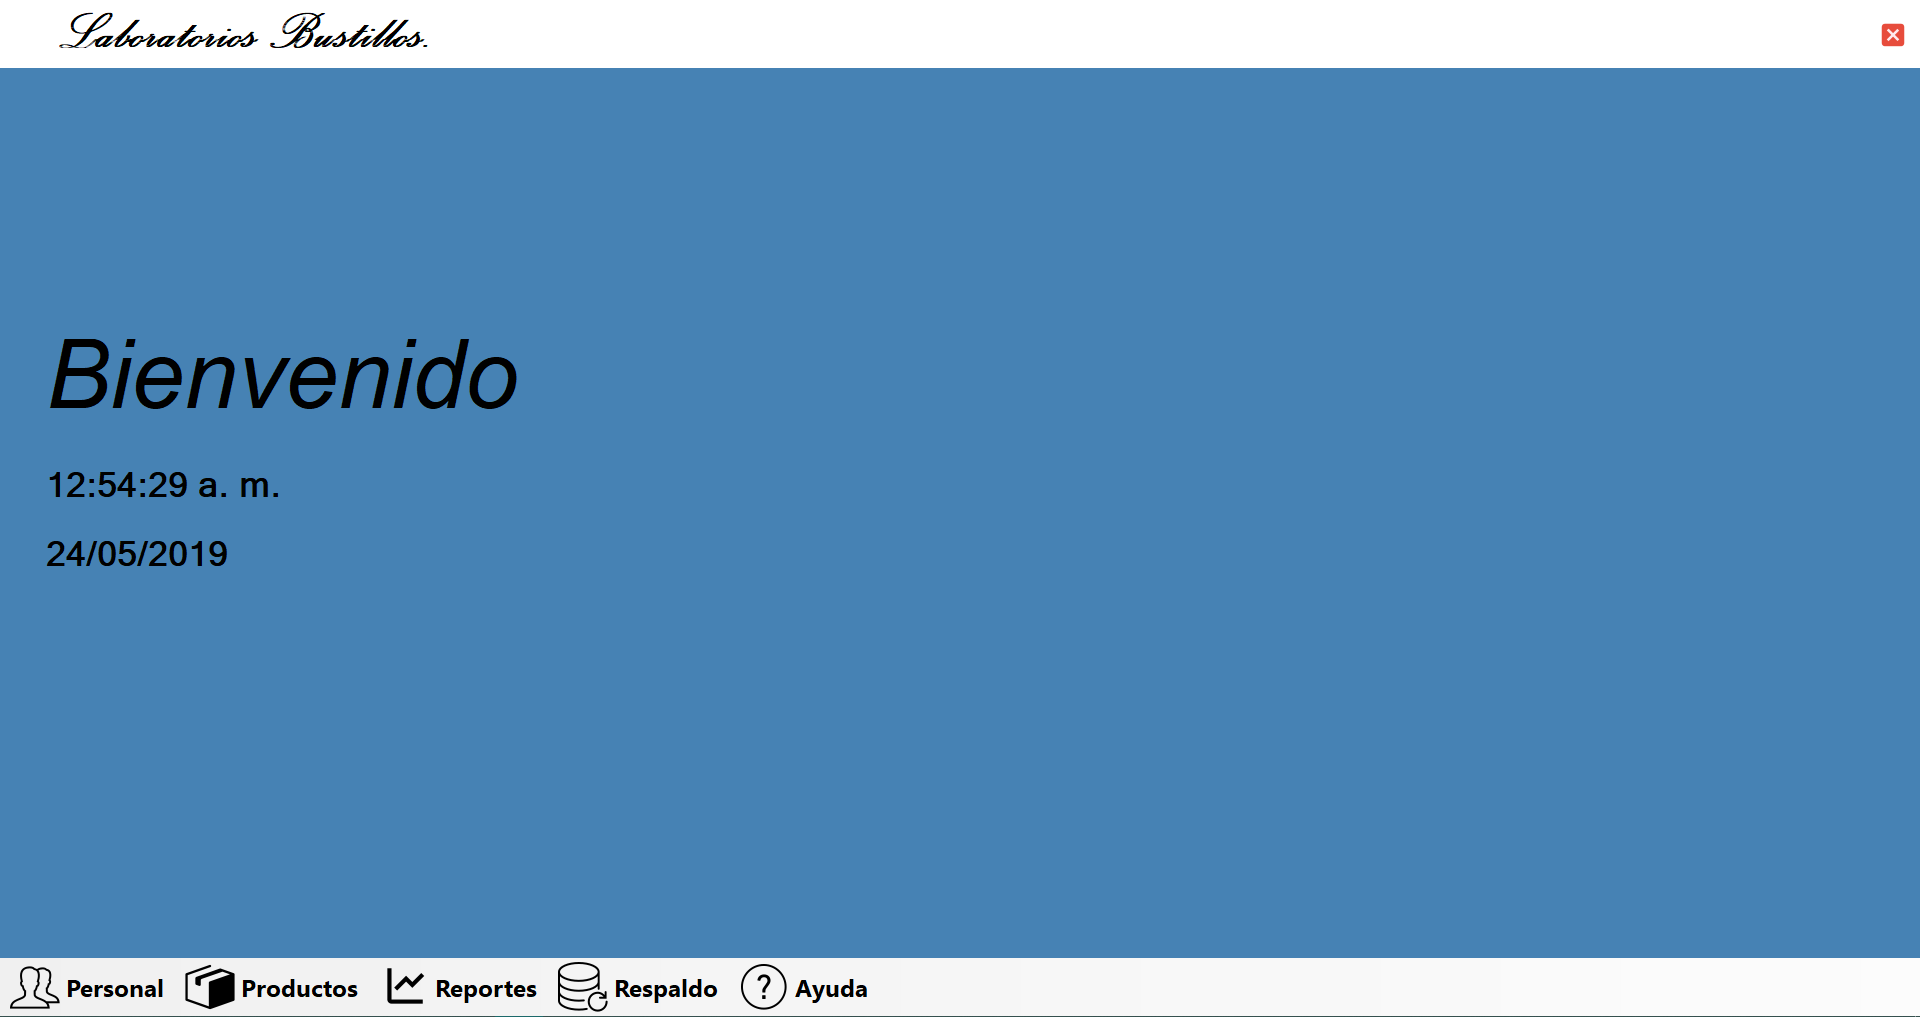 Laboratorios Bustillos.
Bienvenido
12:54:29 a. m.
24/05/2019
Personal Productos Reportes Respaldo ? Ayuda